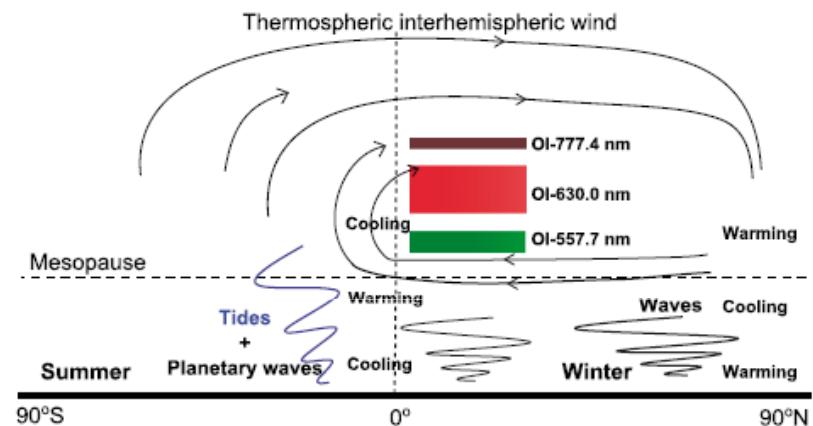 Thermospheric interhemispheric wind
OI-777.4 nm
OI-630.0 nm
Cooling
OI-557.7 nm
Warming
Mesopause
Warming
Waves
Cooling
Tides
+
Planetary waves
Cooling
Summer
Winter
Warming
90°S
0°
90°N